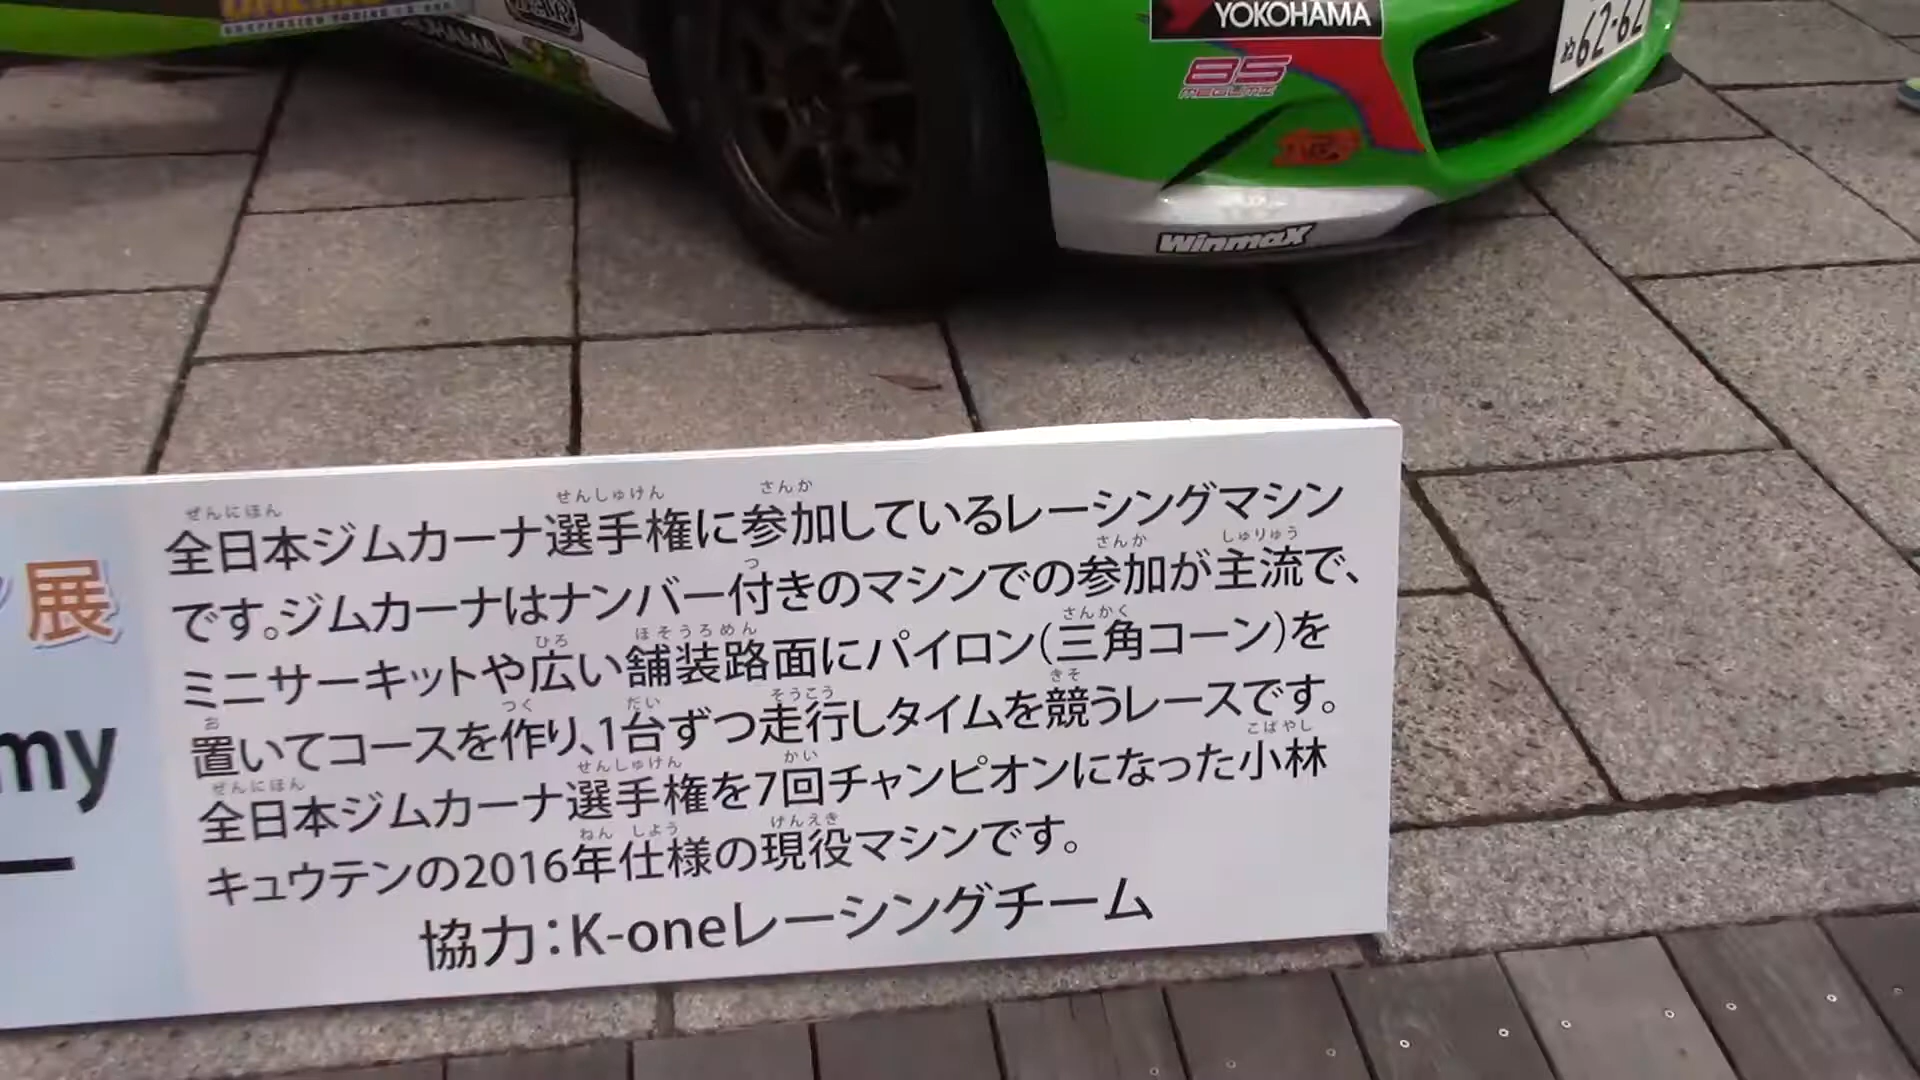 YOKOHAMA
ぬ 62-62
85
MEGUMI
WinmaX
展
my
全日本ジムカーナ選手権に参加しているレーシングマシン
です。ジムカーナはナンバー付きのマシンでの参加が主流で、
ミニサーキットや広い舗装路面にパイロン(三角コーン)を
置いてコースを作り、1台ずつ走行しタイムを競うレースです。
全日本ジムカーナ選手権を7回チャンピオンになった小林
キュウテンの2016年仕様の現役マシンです。
協力：K-oneレーシングチーム